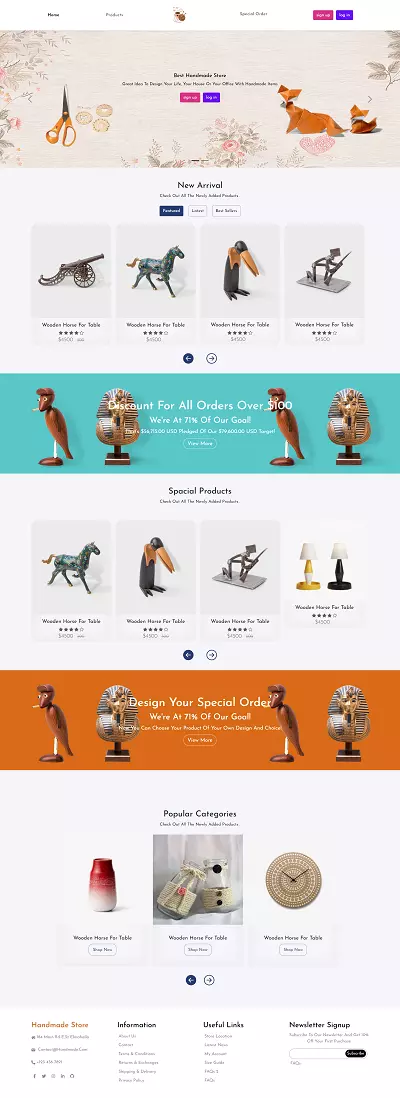 Home
Products
Special Order
sign up
log in
Best Handmade Store
Great Idea To Design Your Life, Your House Or Your Office With Handmade Items
sign up
log in
New Arrival
Check Out All The Newly Added Products.
Featured
Latest
Best Sellers
Wooden Horse For Table
$4500
Wooden Horse For Table
$4500
Wooden Horse For Table
$4500
Wooden Horse For Table
$4500
Discount For All Orders Over $100
We're At 71% Of Our Goal!
That's $56,715.00 USD Pledged Of Our $79,600.00 USD Target!
View More
Spacial Products
Check Out All The Newly Added Products.
Wooden Horse For Table
$4500
Wooden Horse For Table
$4500
Wooden Horse For Table
$4500
Wooden Horse For Table
$4500
Design Your Special Order
We're At 71% Of Our Goal!
Now You Can Choose Your Product Of Your Own Design And Choice!
View More
Popular Categories
Check Out All The Newly Added Products.
Wooden Horse For Table
Shop Now
Wooden Horse For Table
Shop Now
Wooden Horse For Table
Shop Now
Handmade Store
Information
About Us
Contact
Terms & Conditions
Returns & Exchanges
Shipping & Delivery
Privacy Policy
Useful Links
Store Location
Latest News
My Account
Size Guide
FAQs 2
FAQs
Newsletter Signup
Subscribe To Our Newsletter And Get 10%
Off Your First Purchase
Subscribe
FAQs